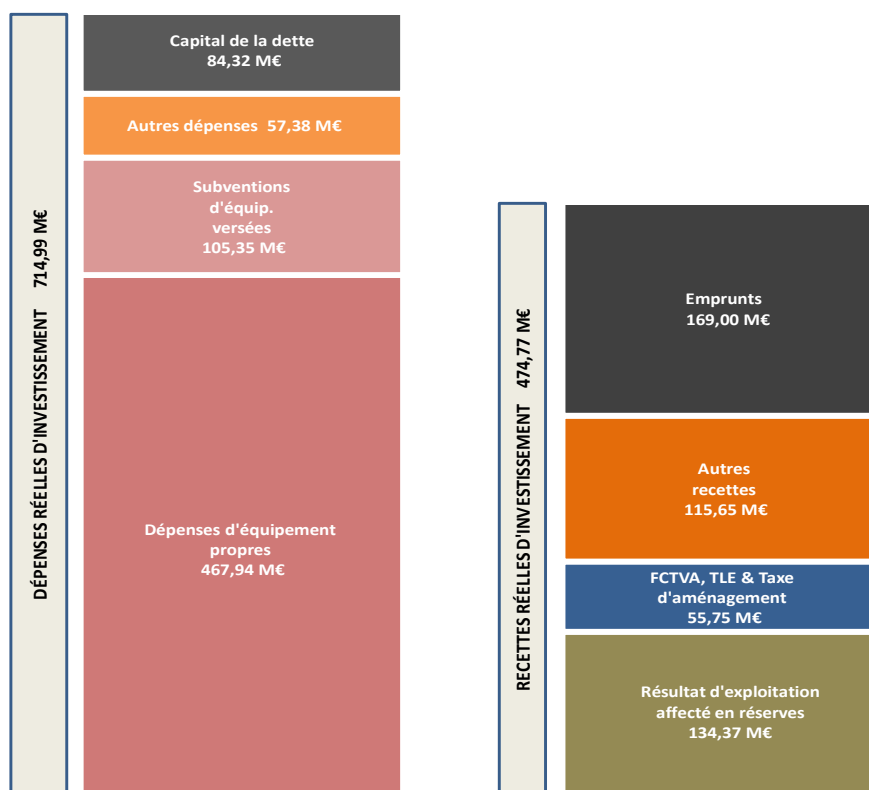 DÉPENSES RÉELLES D'INVESTISSEMENT 714,99 M€
Capital de la dette
84,32 M€
Autres dépenses 57,38 M€
Subventions
d'équip.
versées
105,35 M€
Dépenses d'équipement
propres
467,94 M€
RECETTES RÉELLES D'INVESTISSEMENT 474,77 M€
Emprunts
169,00 M€
Autres
recettes
115,65 M€
FCTVA, TLE & Taxe
d'aménagement
55,75 M€
Résultat d'exploitation
affecté en réserves
134,37 M€